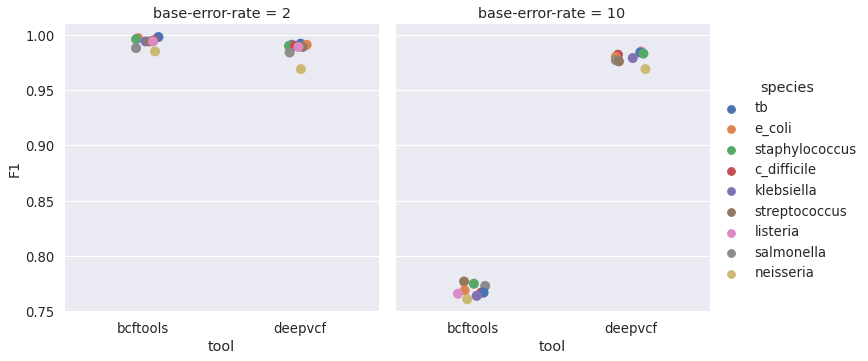 base-error-rate = 2
base-error-rate = 10
F1
1.00
0.95
0.90
0.85
0.80
0.75
bcftools
deepvcf
tool
bcftools
deepvcf
tool
species
tb
e_coli
staphylococcus
c_difficile
klebsiella
streptococcus
listeria
salmonella
neisseria